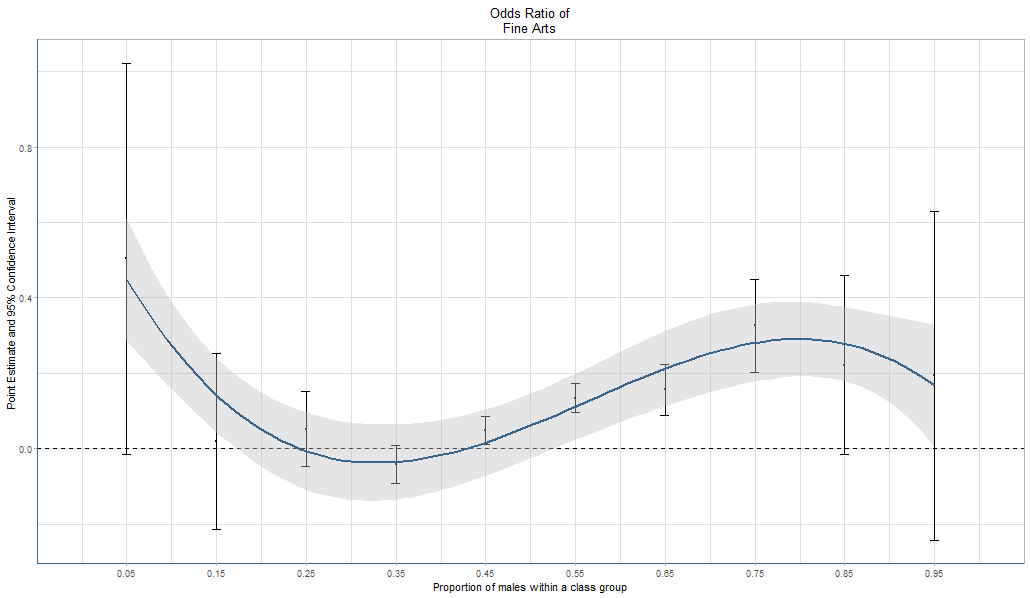 Odds Ratio of
Fine Arts
Point Estimate and 95% Confidence Interval
0.8
0.4
0.0
0.05 0.15 0.25 0.35 0.45 0.55 0.65 0.75 0.85 0.95
Proportion of males within a class group